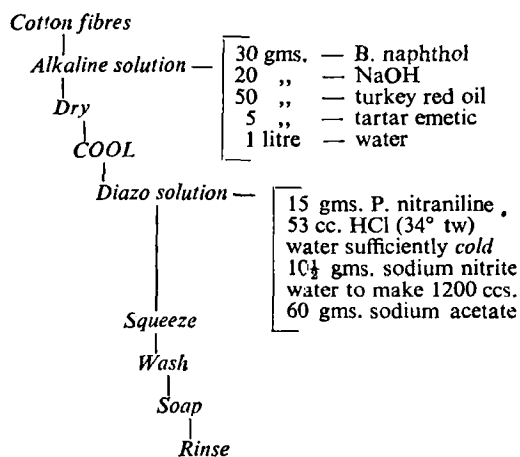 Cotton fibres
Alkaline solution —
30 gms. — B. naphthol
20 ,, — NaOH
50 ,, — turkey red oil
5 ,, — tartar emetic
1 litre — water
Dry
COOL
Diazo solution —
15 gms. P. nitraniline .
53 cc. HCl (34° tw)
water sufficiently cold
10½ gms. sodium nitrite
water to make 1200 ccs.
60 gms. sodium acetate
Squeeze
Wash
Soap
Rinse